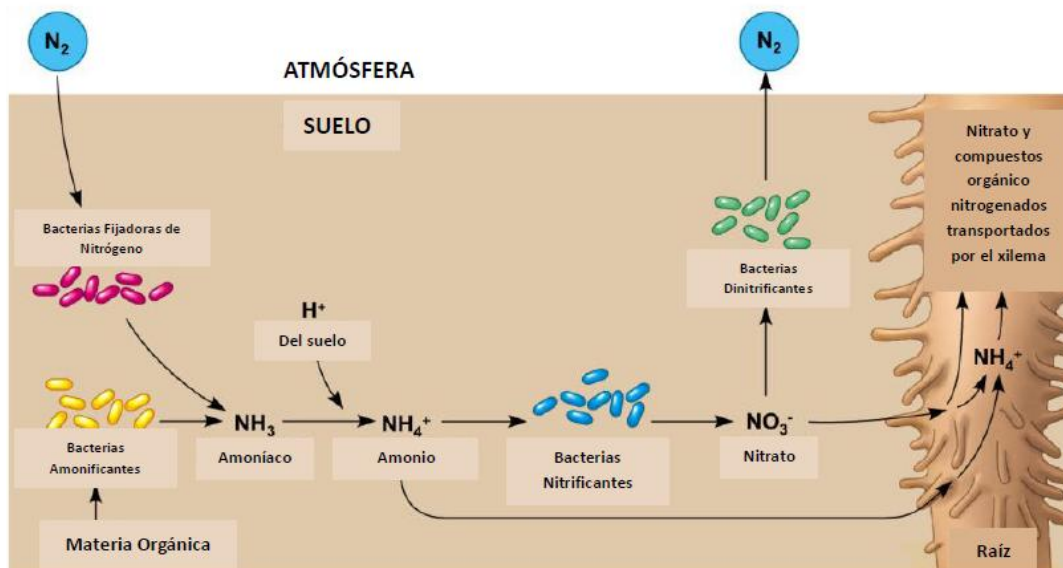 N₂
N₂
ATMÓSFERA
SUELO
Nitrato y
compuestos
orgánico
nitrogenados
transportados
por el xilema
Bacterias Fijadoras de
Nitrógeno
Bacterias
Dinitrificantes
H⁺
Del suelo
NH₄⁺
NH₃
NH₄⁺
NO₃⁻
Bacterias
Amonificantes
Amoníaco
Amonio
Bacterias
Nitrificantes
Nitrato
Materia Orgánica
Raíz